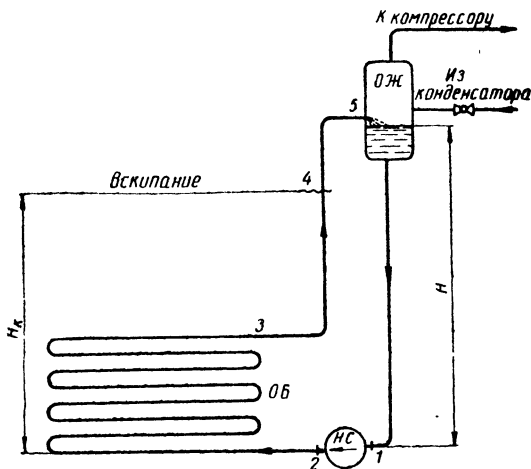 К компрессору
ОЖ
Из
конденсатора
5
Вскипание
4
Hк
H
3
ОБ
НС
2
1